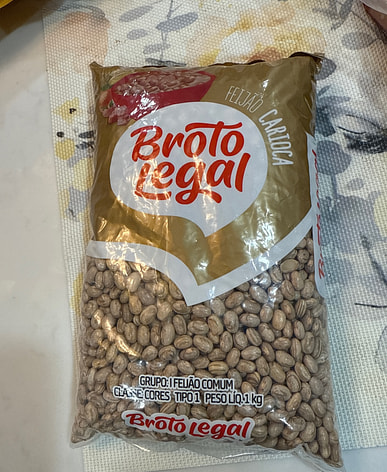 FEIJÃO
CARIOCA
Broto
Legal
GRUPO: I FEIJÃO COMUM
CLASSE: CORES TIPO 1 PESO LÍQ. 1 kg
Broto Legal